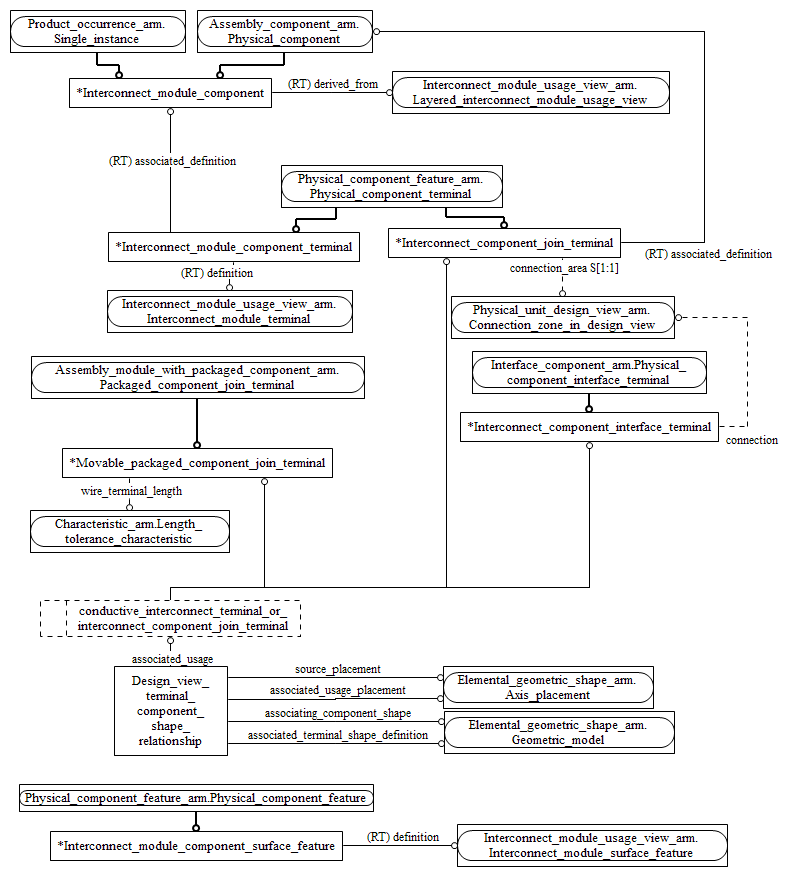 Product_occurrence_arm.
Single_instance
Assembly_component_arm.
Physical_component
*Interconnect_module_component
(RT) derived_from
Interconnect_module_usage_view_arm.
Layered_interconnect_module_usage_view
(RT) associated_definition
Physical_component_feature_arm.
Physical_component_terminal
*Interconnect_module_component_terminal
*Interconnect_component_join_terminal
(RT) associated_definition
(RT) definition
connection_area S[1:1]
Interconnect_module_usage_view_arm.
Interconnect_module_terminal
Physical_unit_design_view_arm.
Connection_zone_in_design_view
Assembly_module_with_packaged_component_arm.
Packaged_component_join_terminal
Interface_component_arm.Physical_
component_interface_terminal
*Interconnect_component_interface_terminal
connection
*Movable_packaged_component_join_terminal
wire_terminal_length
Characteristic_arm.Length_
tolerance_characteristic
conductive_interconnect_terminal_or_
interconnect_component_join_terminal
associated_usage
Design_view_
terminal_
component_
shape_
relationship
source_placement
associated_usage_placement
Elemental_geometric_shape_arm.
Axis_placement
associating_component_shape
associated_terminal_shape_definition
Elemental_geometric_shape_arm.
Geometric_model
Physical_component_feature_arm.Physical_component_feature
*Interconnect_module_component_surface_feature
(RT) definition
Interconnect_module_usage_view_arm.
Interconnect_module_surface_feature